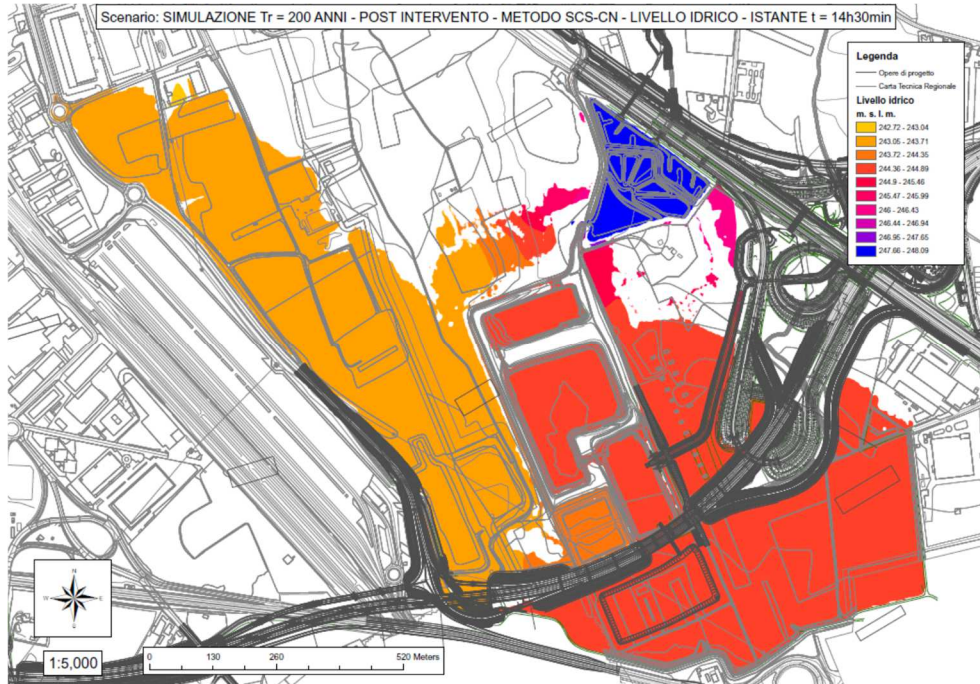 Scenario: SIMULAZIONE Tr = 200 ANNI - POST INTERVENTO - METODO SCS-CN - LIVELLO IDRICO - ISTANTE t = 14h30min
Legenda
Opere di progetto
Carta Tecnica Regionale
Livello idrico
m. s. l. m.
242.72 - 243.04
243.05 - 243.71
243.72 - 244.35
244.36 - 244.89
244.9 - 245.46
245.47 - 245.99
246 - 246.43
246.44 - 246.94
246.95 - 247.65
247.66 - 248.09
N
W E
S
1:5,000
0 130 260 520 Meters